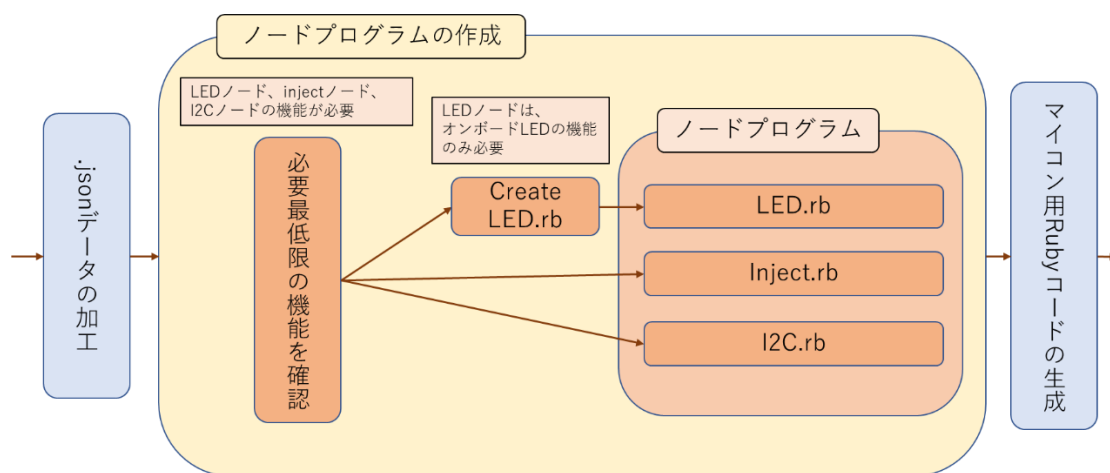 ノードプログラムの作成
LEDノード、injectノード、
I2Cノードの機能が必要
LEDノードは、
オンボードLEDの機能
のみ必要
.jsonデータの加工
必要最低限の機能を確認
Create
LED.rb
ノードプログラム
LED.rb
Inject.rb
I2C.rb
マイコン用Rubyコードの生成